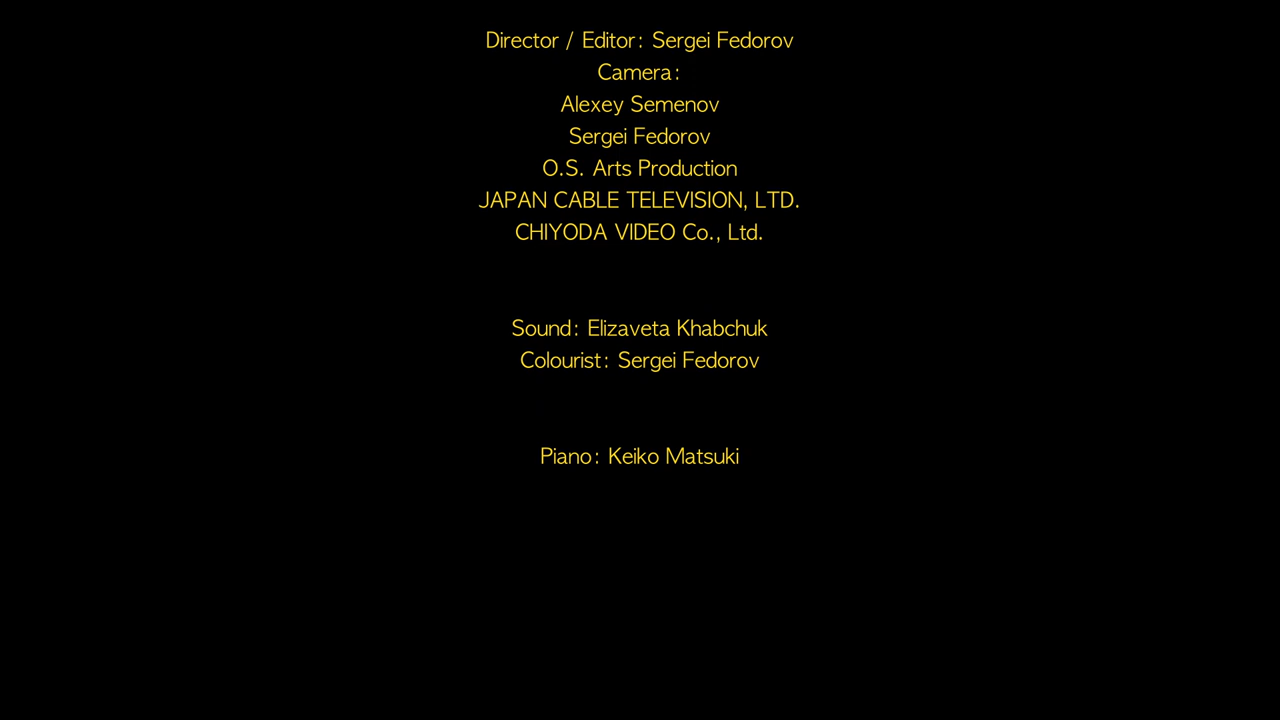 Director / Editor: Sergei Fedorov
Camera:
Alexey Semenov
Sergei Fedorov
O.S. Arts Production
JAPAN CABLE TELEVISION, LTD.
CHIYODA VIDEO Co., Ltd.
Sound: Elizaveta Khabchuk
Colourist: Sergei Fedorov
Piano: Keiko Matsuki